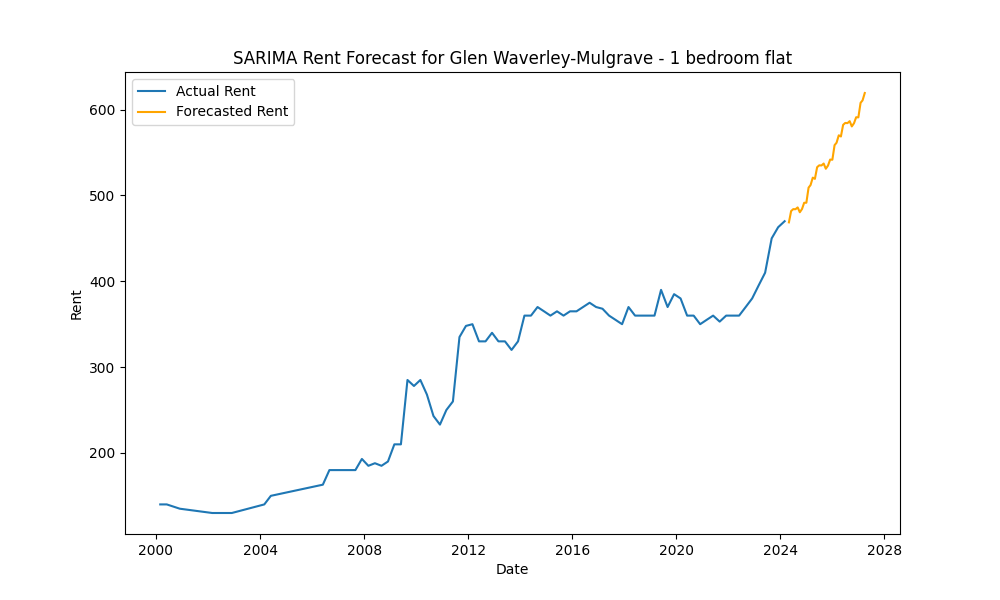 SARIMA Rent Forecast for Glen Waverley-Mulgrave - 1 bedroom flat
Actual Rent
Forecasted Rent
600
500
400
300
200
Rent
2000 2004 2008 2012 2016 2020 2024 2028
Date